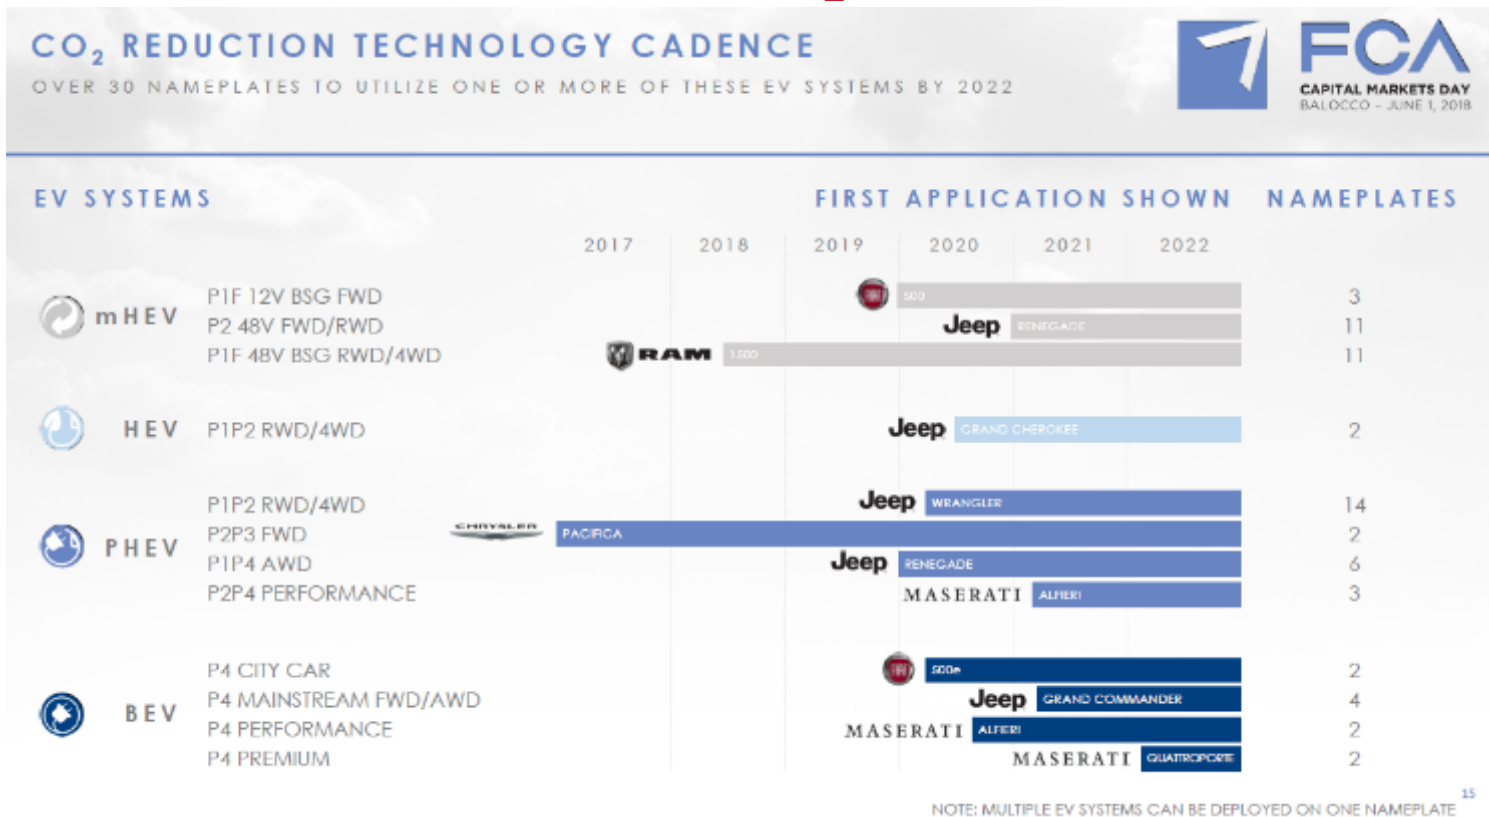 CO2 REDUCTION TECHNOLOGY CADENCE
OVER 30 NAMEPLATES TO UTILIZE ONE OR MORE OF THESE EV SYSTEMS BY 2022
FCA
CAPITAL MARKETS DAY
BALOCCO – JUNE 1, 2018
EV SYSTEMS FIRST APPLICATION SHOWN NAMEPLATES
2017 2018 2019 2020 2021 2022
mHEV
P1F 12V BSG FWD FIAT 500 3
P2 48V FWD/RWD Jeep RENEGADE 11
P1F 48V BSG RWD/4WD RAM 1500 11
HEV P1P2 RWD/4WD Jeep GRAND CHEROKEE 2
PHEV
P1P2 RWD/4WD Jeep WRANGLER 14
P2P3 FWD CHRYSLER PACIFICA 2
P1P4 AWD Jeep RENEGADE 6
P2P4 PERFORMANCE MASERATI ALFIERI 3
BEV
P4 CITY CAR FIAT 500e 2
P4 MAINSTREAM FWD/AWD Jeep GRAND COMMANDER 4
P4 PERFORMANCE MASERATI ALFIERI 2
P4 PREMIUM MASERATI QUATTROPORTE 2
15
NOTE: MULTIPLE EV SYSTEMS CAN BE DEPLOYED ON ONE NAMEPLATE